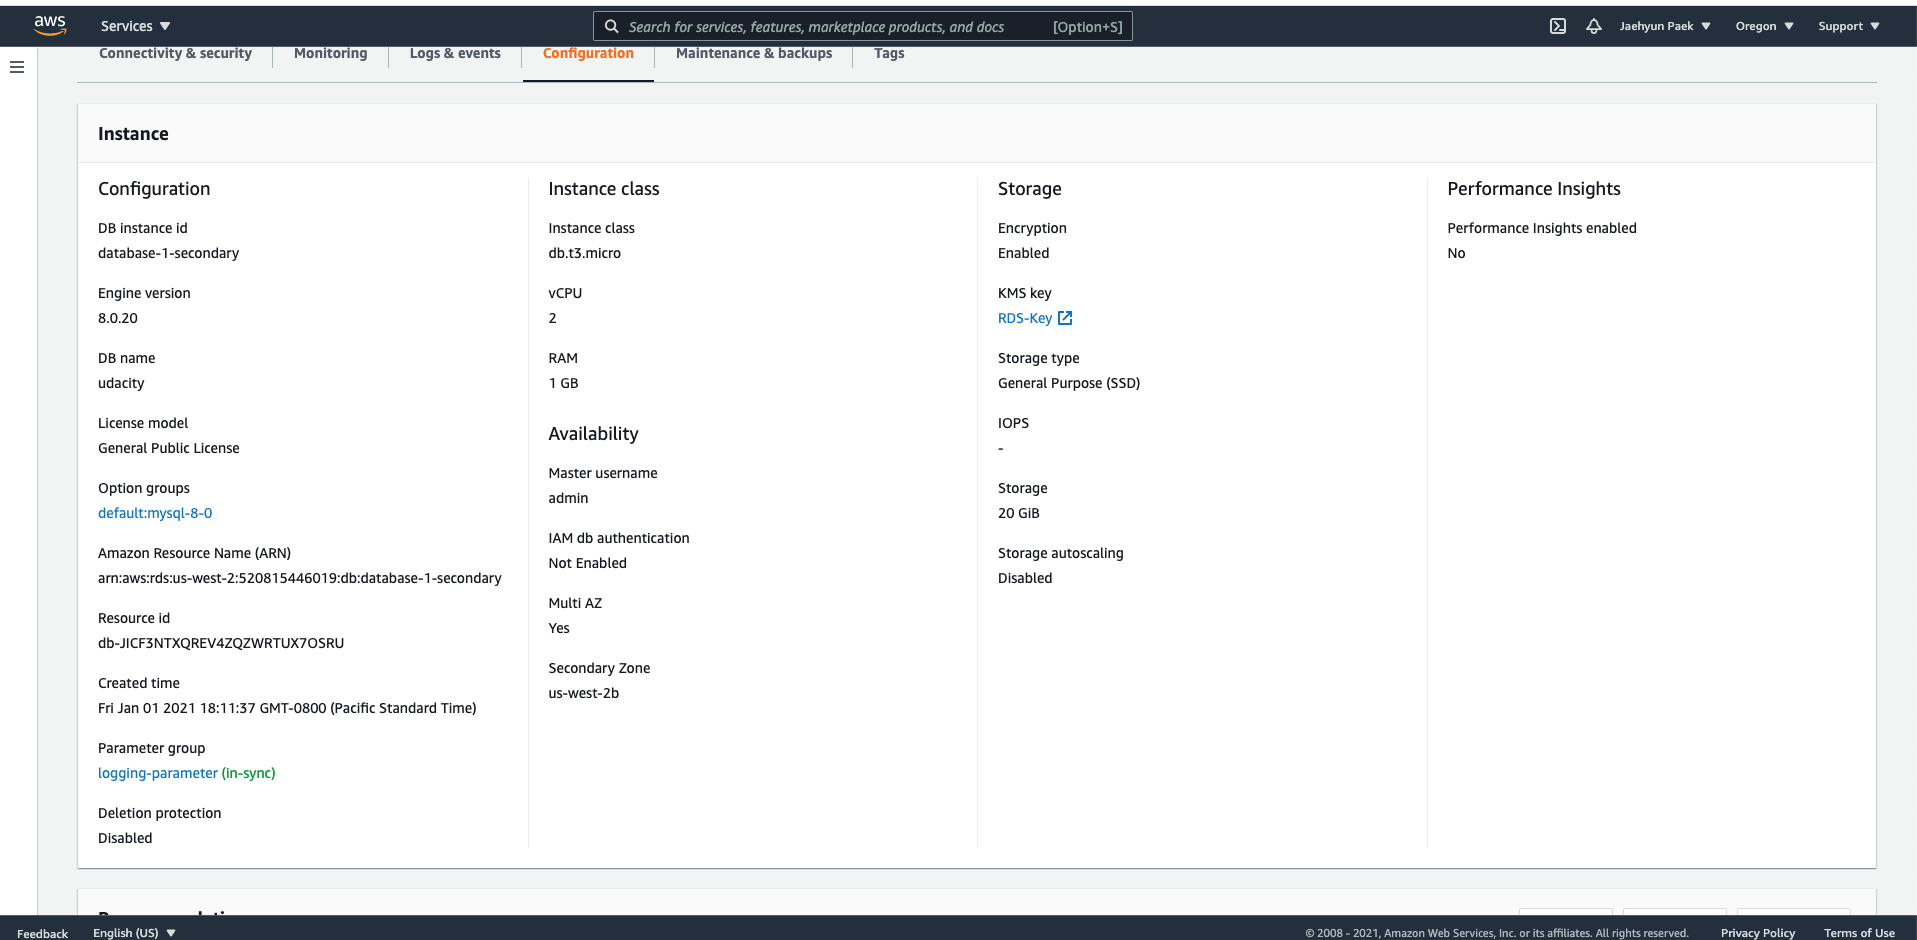 aws
Services
Search for services, features, marketplace products, and docs
[Option+S]
Jaehyun Paek
Oregon
Support
Connectivity & security
Monitoring
Logs & events
Configuration
Maintenance & backups
Tags
Instance
Configuration
DB instance id
database-1-secondary
Engine version
8.0.20
DB name
udacity
License model
General Public License
Option groups
default:mysql-8-0
Amazon Resource Name (ARN)
arn:aws:rds:us-west-2:520815446019:db:database-1-secondary
Resource id
db-JICF3NTXQREV4ZQZWRTUX7OSRU
Created time
Fri Jan 01 2021 18:11:37 GMT-0800 (Pacific Standard Time)
Parameter group
logging-parameter (in-sync)
Deletion protection
Disabled
Instance class
Instance class
db.t3.micro
vCPU
2
RAM
1 GB
Availability
Master username
admin
IAM db authentication
Not Enabled
Multi AZ
Yes
Secondary Zone
us-west-2b
Storage
Encryption
Enabled
KMS key
RDS-Key
Storage type
General Purpose (SSD)
IOPS
-
Storage
20 GiB
Storage autoscaling
Disabled
Performance Insights
Performance Insights enabled
No
Feedback
English (US)
© 2008 - 2021, Amazon Web Services, Inc. or its affiliates. All rights reserved.
Privacy Policy
Terms of Use